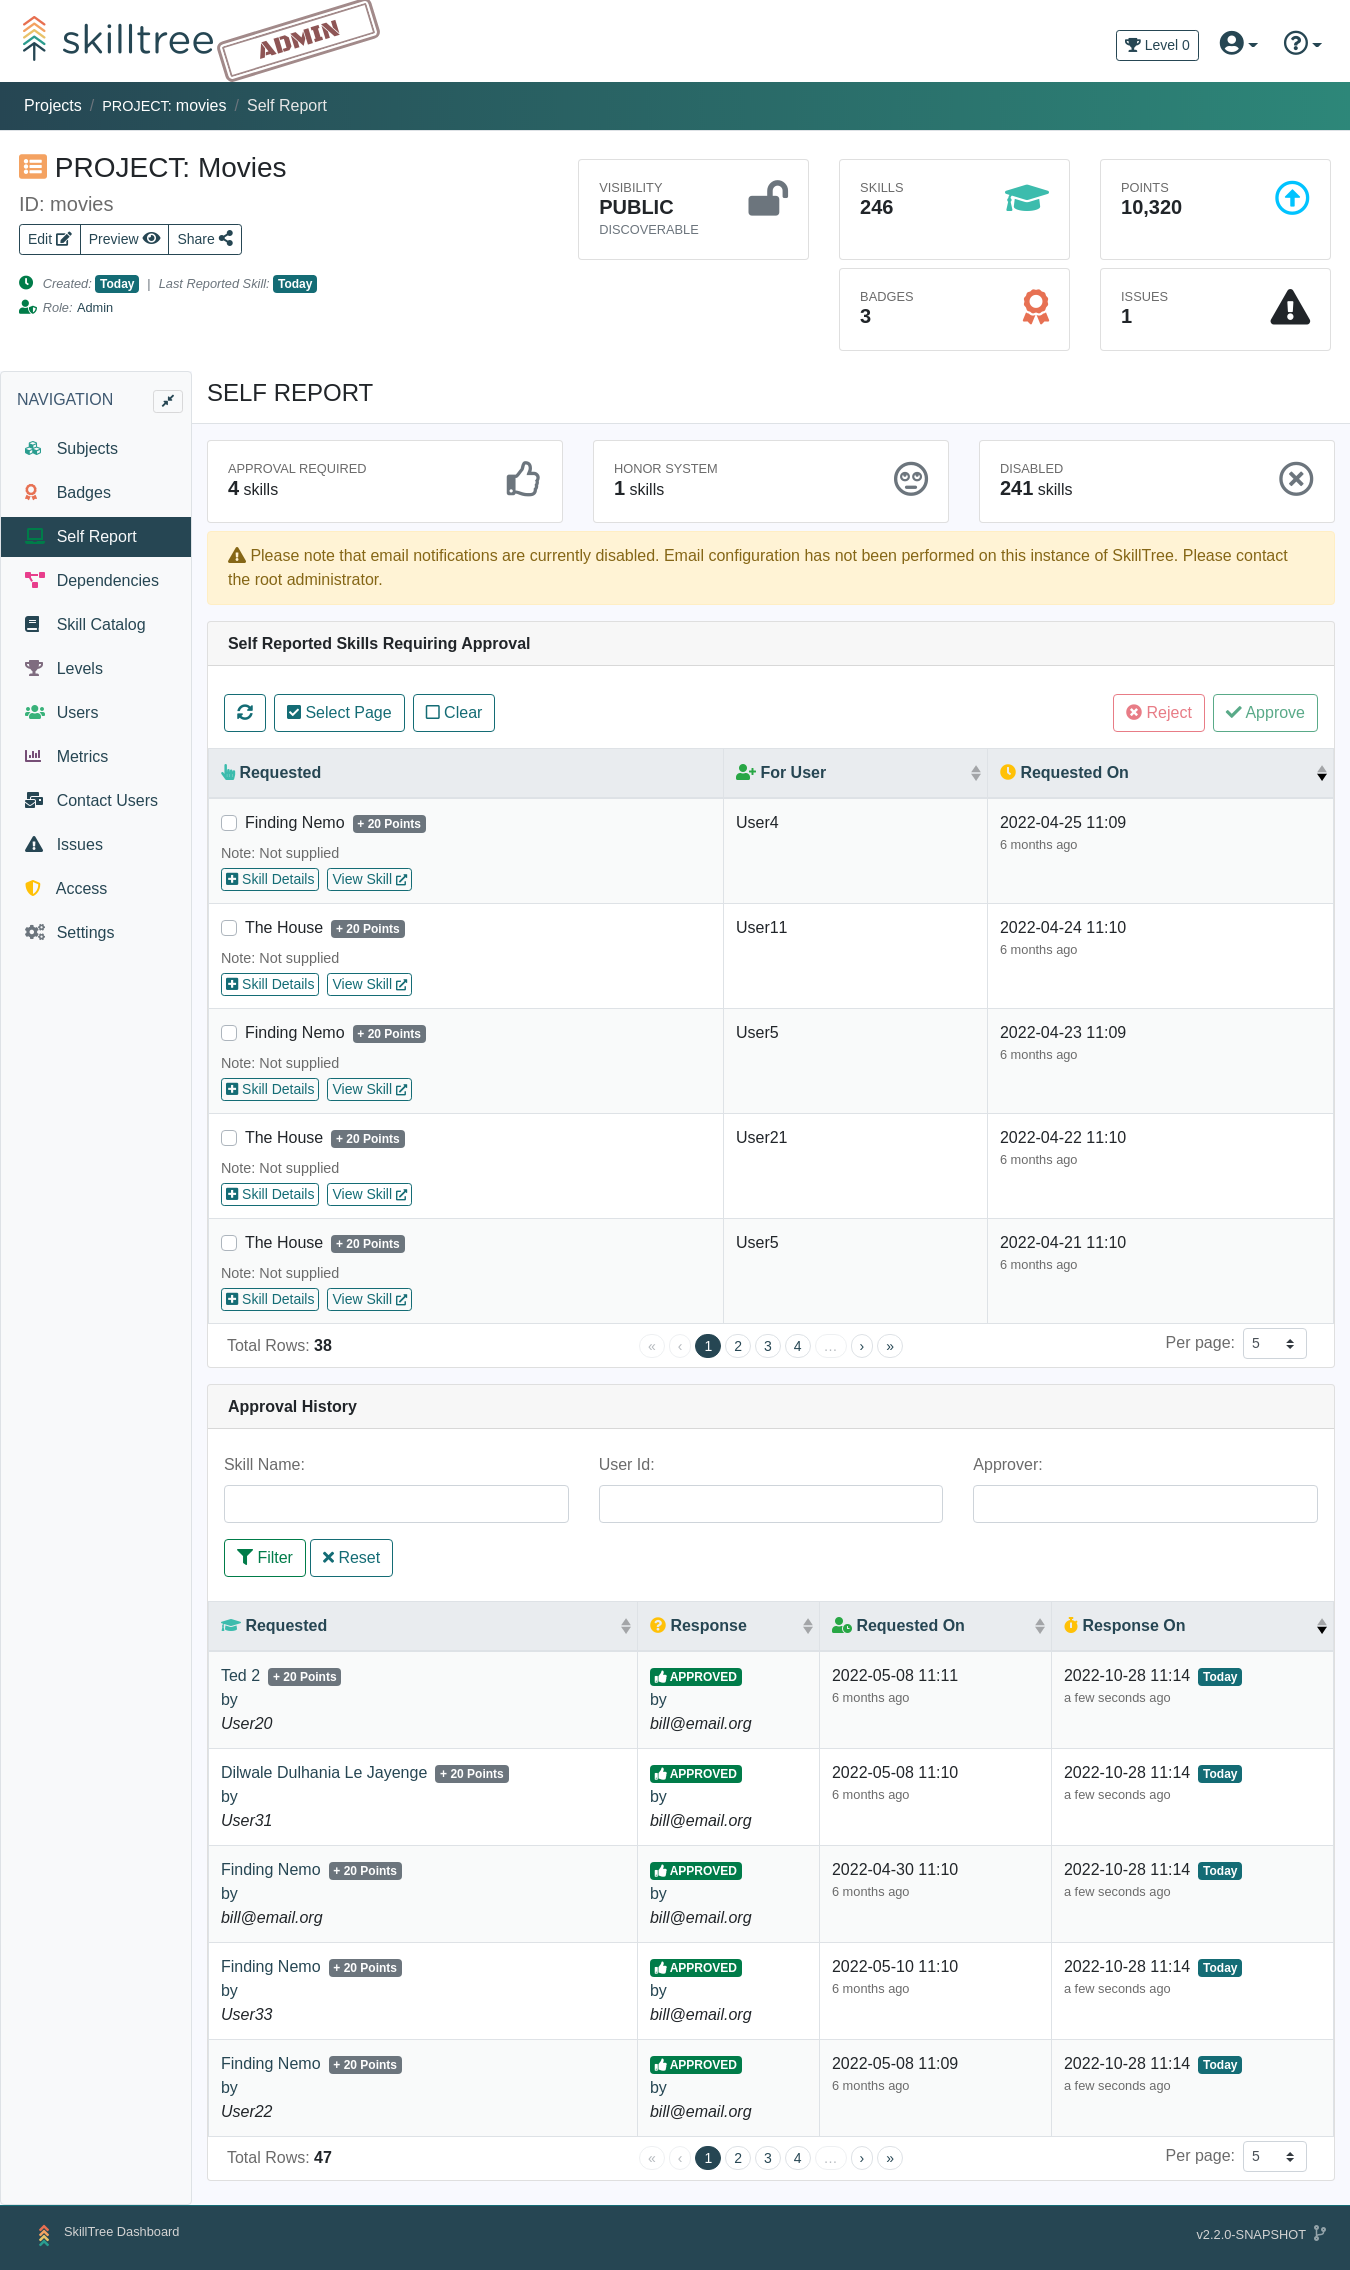 skilltree ADMIN
Level 0
Projects / PROJECT: movies / Self Report
PROJECT: Movies
ID: movies
Edit Preview Share
Created: Today | Last Reported Skill: Today
Role: Admin
VISIBILITY
PUBLIC
DISCOVERABLE
SKILLS
246
POINTS
10,320
BADGES
3
ISSUES
1
NAVIGATION
Subjects
Badges
Self Report
Dependencies
Skill Catalog
Levels
Users
Metrics
Contact Users
Issues
Access
Settings
SELF REPORT
APPROVAL REQUIRED
4 skills
HONOR SYSTEM
1 skills
DISABLED
241 skills
Please note that email notifications are currently disabled. Email configuration has not been performed on this instance of SkillTree. Please contact
the root administrator.
Self Reported Skills Requiring Approval
Select Page Clear Reject Approve
Requested For User Requested On
Finding Nemo + 20 Points User4 2022-04-25 11:09
6 months ago
Note: Not supplied
Skill Details View Skill
The House + 20 Points User11 2022-04-24 11:10
6 months ago
Note: Not supplied
Skill Details View Skill
Finding Nemo + 20 Points User5 2022-04-23 11:09
6 months ago
Note: Not supplied
Skill Details View Skill
The House + 20 Points User21 2022-04-22 11:10
6 months ago
Note: Not supplied
Skill Details View Skill
The House + 20 Points User5 2022-04-21 11:10
6 months ago
Note: Not supplied
Skill Details View Skill
Total Rows: 38 « ‹ 1 2 3 4 … › » Per page: 5
Approval History
Skill Name: User Id: Approver:
Filter Reset
Requested Response Requested On Response On
Ted 2 + 20 Points APPROVED 2022-05-08 11:11 2022-10-28 11:14 Today
by by 6 months ago a few seconds ago
User20 bill@email.org
Dilwale Dulhania Le Jayenge + 20 Points APPROVED 2022-05-08 11:10 2022-10-28 11:14 Today
by by 6 months ago a few seconds ago
User31 bill@email.org
Finding Nemo + 20 Points APPROVED 2022-04-30 11:10 2022-10-28 11:14 Today
by by 6 months ago a few seconds ago
bill@email.org bill@email.org
Finding Nemo + 20 Points APPROVED 2022-05-10 11:10 2022-10-28 11:14 Today
by by 6 months ago a few seconds ago
User33 bill@email.org
Finding Nemo + 20 Points APPROVED 2022-05-08 11:09 2022-10-28 11:14 Today
by by 6 months ago a few seconds ago
User22 bill@email.org
Total Rows: 47 « ‹ 1 2 3 4 … › » Per page: 5
SkillTree Dashboard v2.2.0-SNAPSHOT